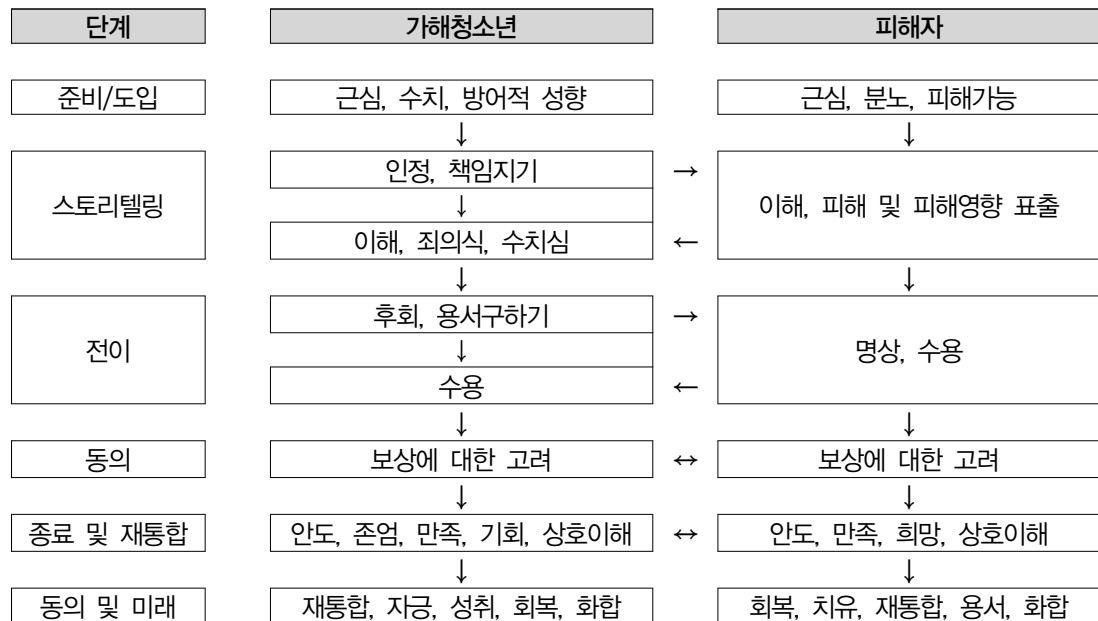 단계 가해청소년 피해자
준비/도입 근심, 수치, 방어적 성향 근심, 분노, 피해가능
↓ ↓
인정, 책임지기 →
스토리텔링 ↓ 이해, 피해 및 피해영향 표출
이해, 죄의식, 수치심 ←
↓ ↓
후회, 용서구하기 →
전이 ↓ 명상, 수용
수용 ←
↓ ↓
동의 보상에 대한 고려 ↔ 보상에 대한 고려
↓ ↓
종료 및 재통합 안도, 존엄, 만족, 기회, 상호이해 ↔ 안도, 만족, 희망, 상호이해
↓ ↓
동의 및 미래 재통합, 자긍, 성취, 회복, 화합 회복, 치유, 재통합, 용서, 화합